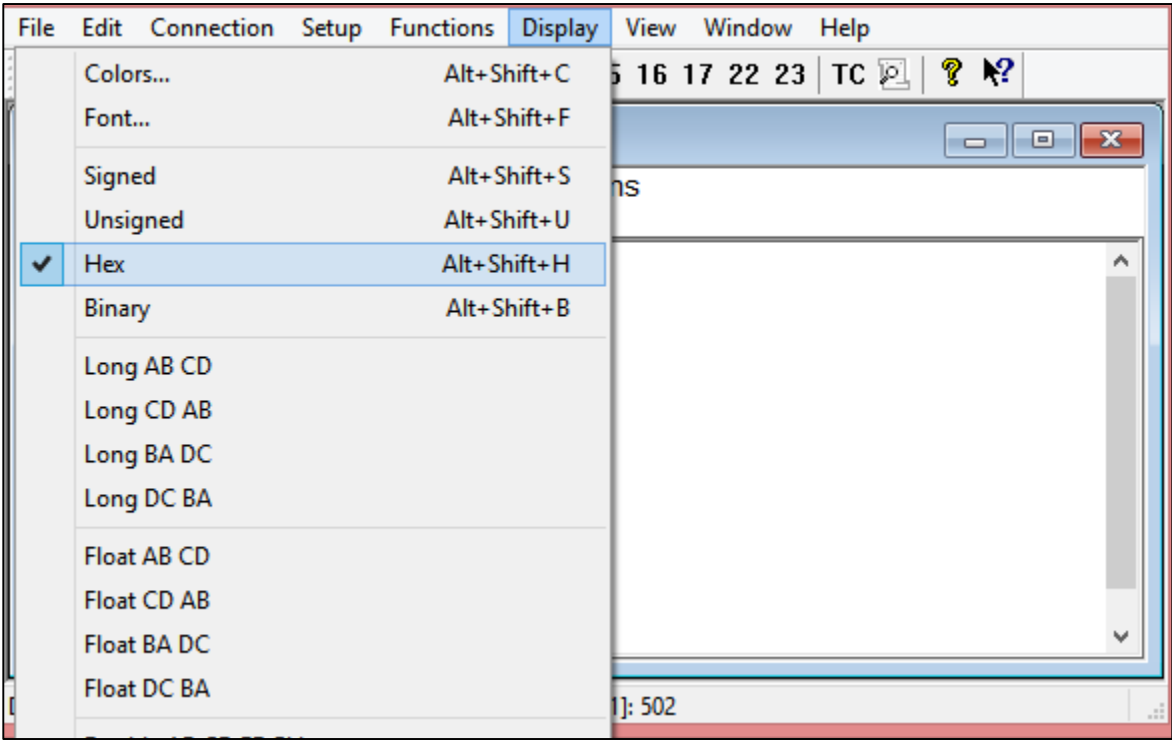 File Edit Connection Setup Functions Display View Window Help
Colors... Alt+Shift+C
16 17 22 23 TC
Font... Alt+Shift+F
Signed Alt+Shift+S
Unsigned Alt+Shift+U
Hex Alt+Shift+H
Binary Alt+Shift+B
Long AB CD
Long CD AB
Long BA DC
Long DC BA
Float AB CD
Float CD AB
Float BA DC
Float DC BA
]: 502